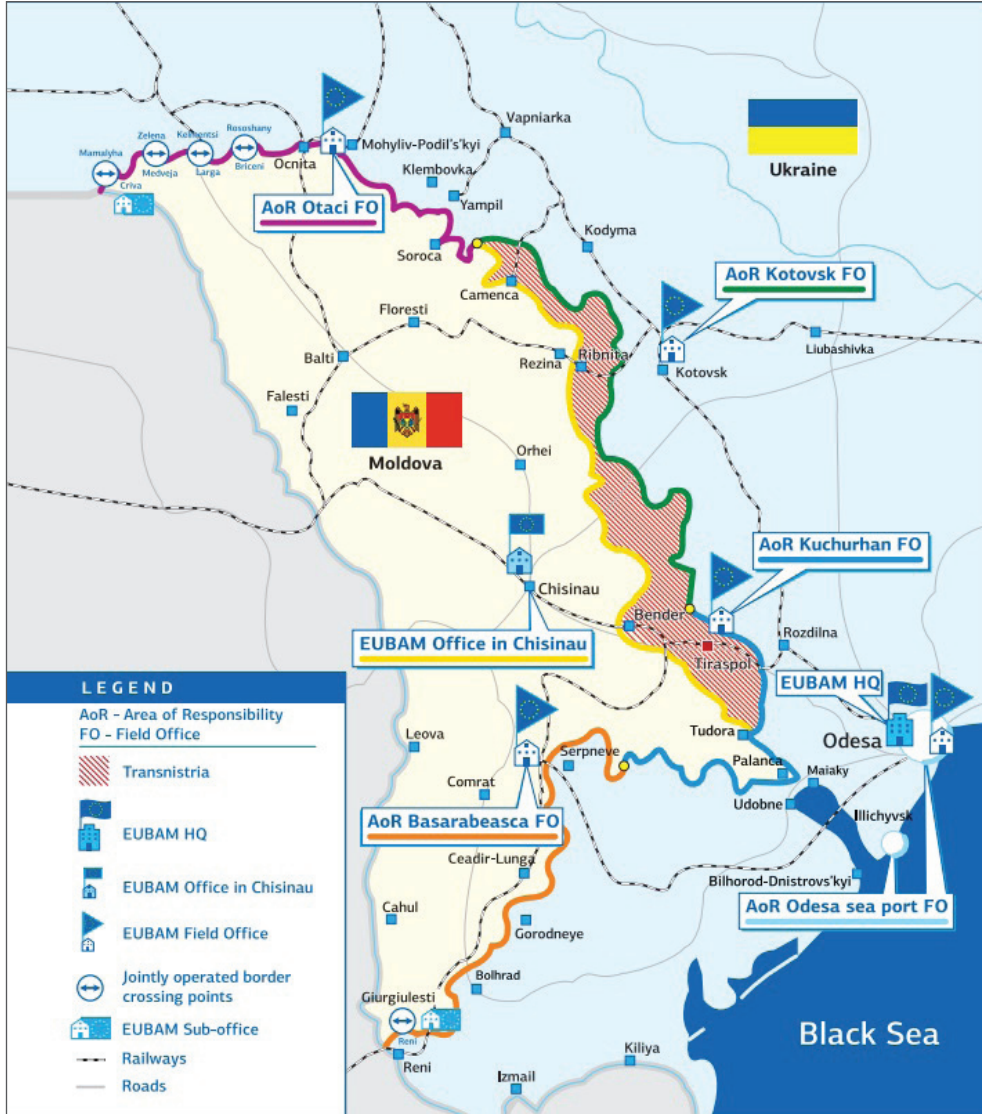 Ukraine
Vapniarka
Zelena
Kelmentsi
Rososhany
Mamalyha
Mohyliv-Podil's'kyi
Ocnita
Criva
Medveja
Larga
Briceni
Klembovka
Yampil
AoR Otaci FO
Kodyma
Soroca
AoR Kotovsk FO
Camenca
Floresti
Liubashivka
Balti
Rezina
Ribnita
Kotovsk
Falesti
Moldova
Orhei
AoR Kuchurhan FO
Chisinau
Bender
EUBAM Office in Chisinau
Rozdilna
Tiraspol
EUBAM HQ
LEGEND
AoR - Area of Responsibility
FO - Field Office
Transnistria
EUBAM HQ
EUBAM Office in Chisinau
EUBAM Field Office
Jointly operated border
crossing points
EUBAM Sub-office
Railways
Roads
Leova
Tudora
Odesa
Serpneve
Palanca
Maiaky
Comrat
Udobne
Illichyvsk
AoR Basarabeasca FO
Ceadir-Lunga
Bilhorod-Dnistrovs'kyi
AoR Odesa sea port FO
Cahul
Gorodneye
Bolhrad
Giurgiulesti
Reni
Reni
Black Sea
Kiliya
Izmail